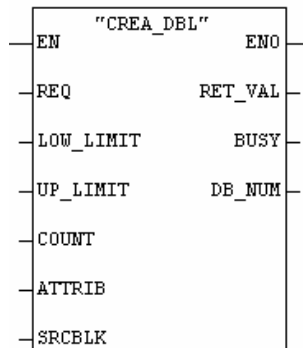 "CREA_DBL"
EN ENO
REQ RET_VAL
LOW_LIMIT BUSY
UP_LIMIT DB_NUM
COUNT
ATTRIB
SRCBLK